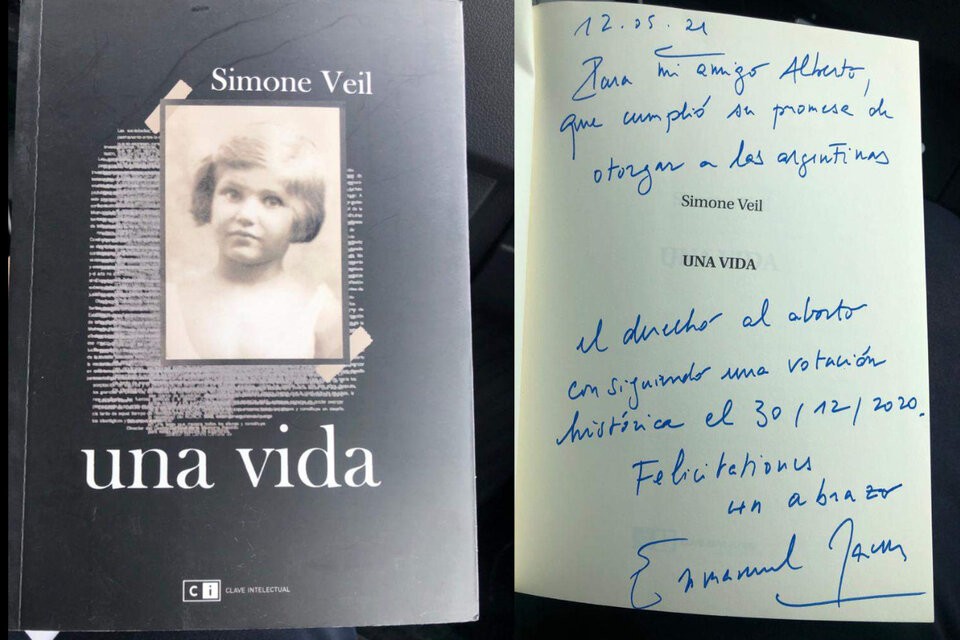 Simone Veil
una vida
Ci
CLAVE INTELECTUAL
12.05.21
Para mi amigo Alberto,
que cumplió su promesa de
otorgar a las argentinas
Simone Veil
UNA VIDA
el derecho al aborto
consiguiendo una votación
histórica el 30/12/2020.
Felicitationes
un abrazo
Emmanuel